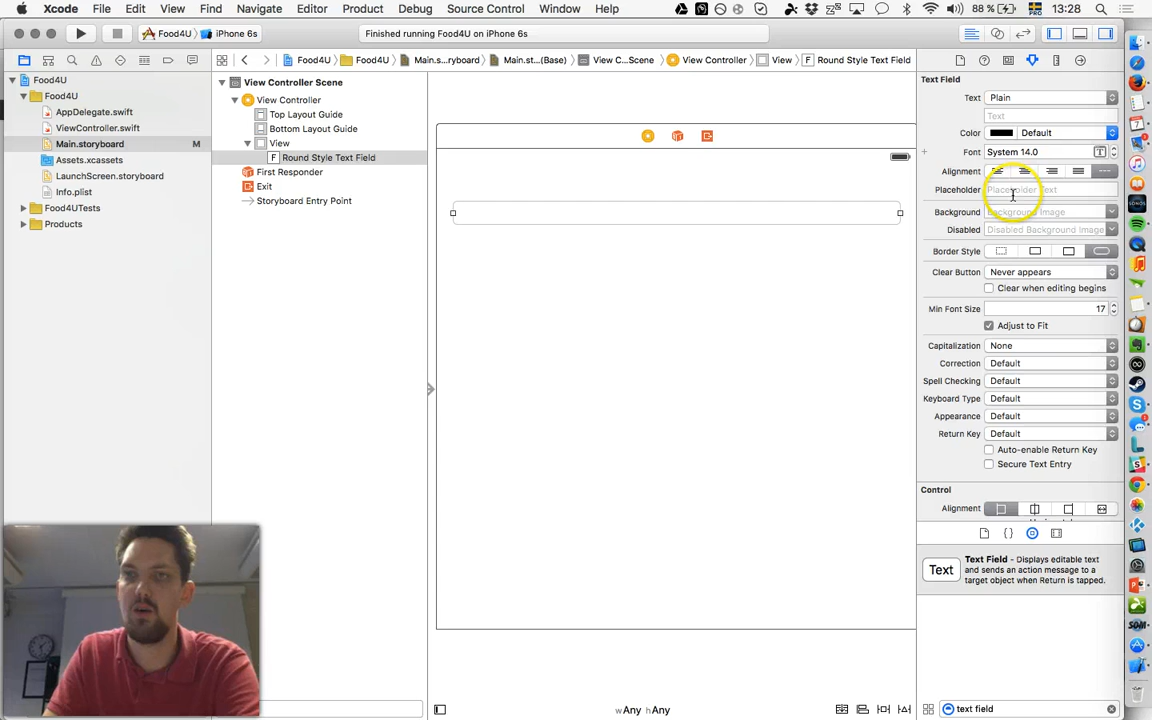 Xcode File Edit View Find Navigate Editor Product Debug Source Control Window Help 88 % 13:28
Food4U iPhone 6s Finished running Food4U on iPhone 6s
Food4U Food4U Main.s...ryboard Main.st...(Base) View C...Scene View Controller View F Round Style Text Field
Food4U
Food4U
AppDelegate.swift
ViewController.swift
Main.storyboard M
Assets.xcassets
LaunchScreen.storyboard
Info.plist
Food4UTests
Products
View Controller Scene
View Controller
Top Layout Guide
Bottom Layout Guide
View
F Round Style Text Field
First Responder
Exit
Storyboard Entry Point
wAny hAny
Text Field
Text Plain
Text
Color Default
Font System 14.0 T
Alignment
Placeholder Placeholder Text
Background Background Image
Disabled Disabled Background Image
Border Style
Clear Button Never appears
Clear when editing begins
Min Font Size 17
Adjust to Fit
Capitalization None
Correction Default
Spell Checking Default
Keyboard Type Default
Appearance Default
Return Key Default
Auto-enable Return Key
Secure Text Entry
Control
Alignment
Text
Text Field - Displays editable text
and sends an action message to a
target object when Return is tapped.
text field